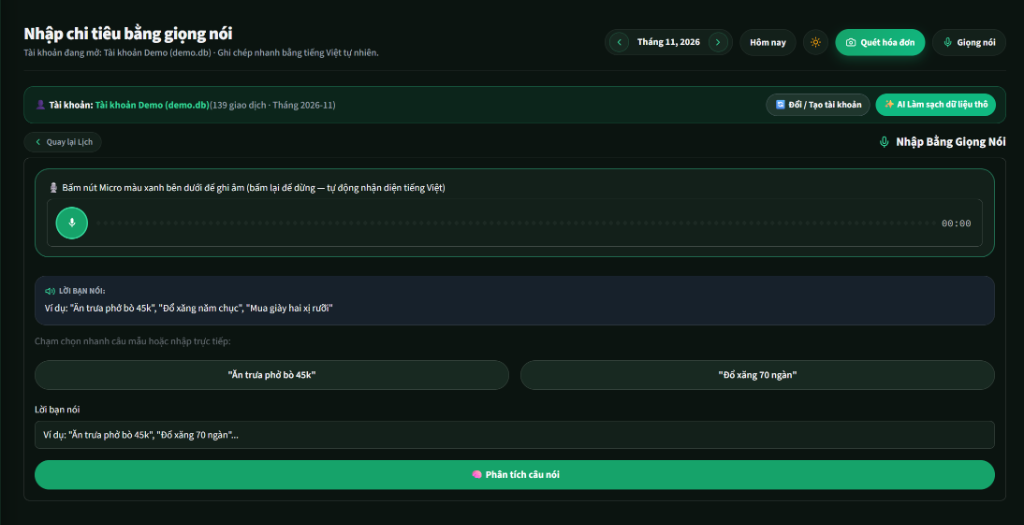 Nhập chi tiêu bằng giọng nói
Tài khoản đang mở: Tài khoản Demo (demo.db) · Ghi chép nhanh bằng tiếng Việt tự nhiên.
Tháng 11, 2026
Hôm nay
Quét hóa đơn
Giọng nói
Tài khoản: Tài khoản Demo (demo.db)(139 giao dịch · Tháng 2026-11)
Đổi / Tạo tài khoản
AI Làm sạch dữ liệu thô
Quay lại Lịch
Nhập Bằng Giọng Nói
Bấm nút Micro màu xanh bên dưới để ghi âm (bấm lại để dừng — tự động nhận diện tiếng Việt)
00:00
LỜI BẠN NÓI:
Ví dụ: "Ăn trưa phở bò 45k", "Đổ xăng năm chục", "Mua giày hai xị rưỡi"
Chạm chọn nhanh câu mẫu hoặc nhập trực tiếp:
"Ăn trưa phở bò 45k"
"Đổ xăng 70 ngàn"
Lời bạn nói
Ví dụ: "Ăn trưa phở bò 45k", "Đổ xăng 70 ngàn"...
Phân tích câu nói